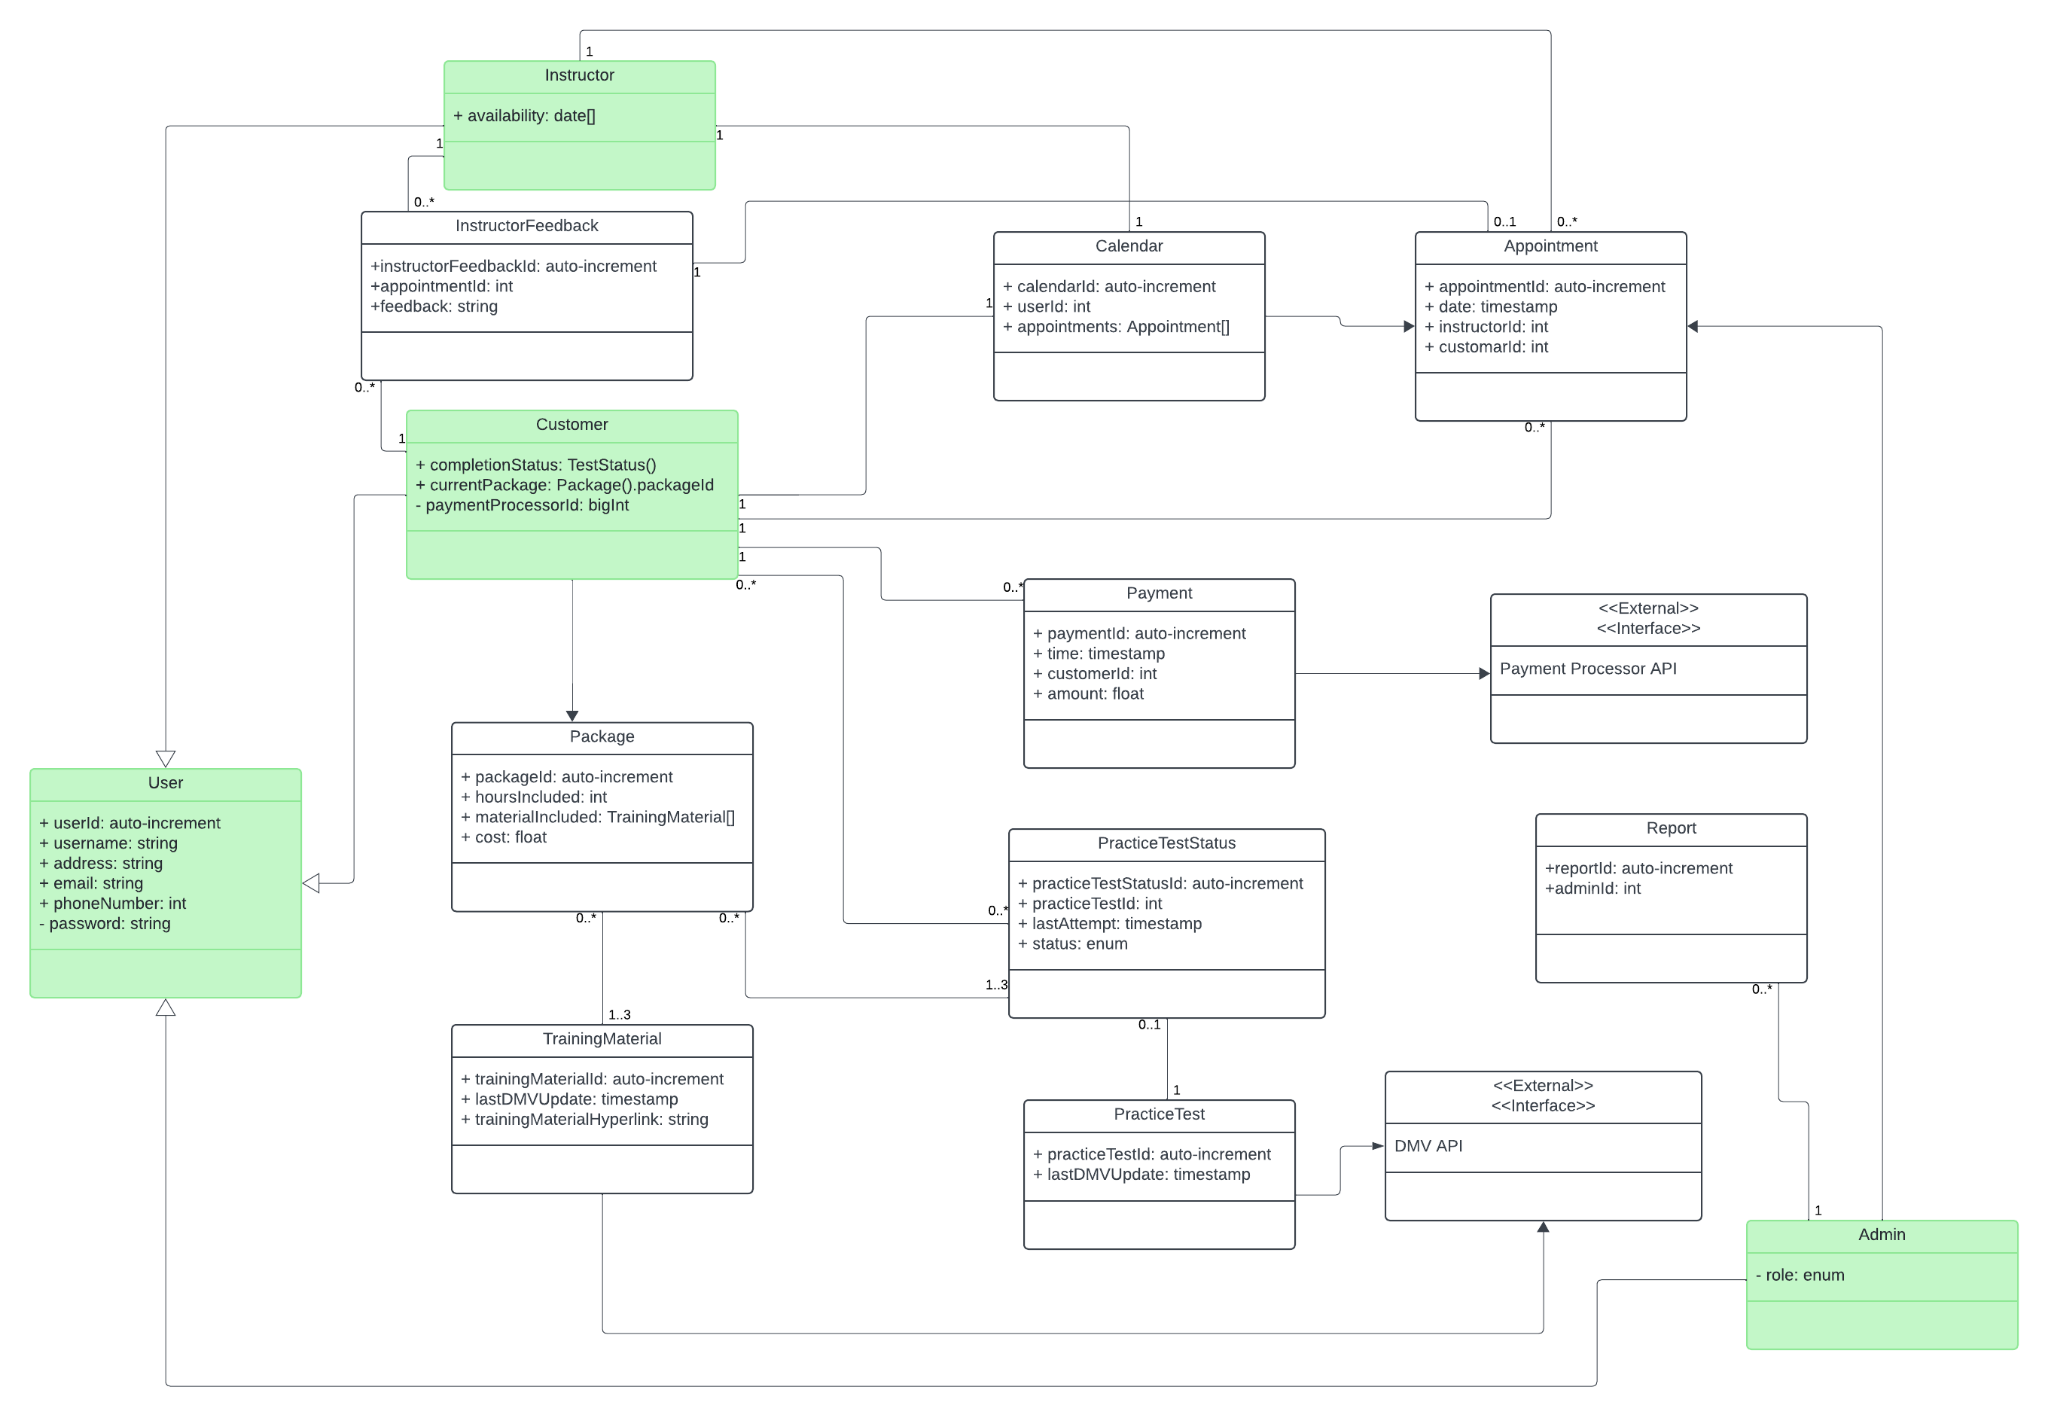 1
Instructor
+ availability: date[]
1
1
0..*
InstructorFeedback
+instructorFeedbackId: auto-increment
+appointmentId: int
+feedback: string
1
0..*
1
Calendar
+ calendarId: auto-increment
+ userId: int
+ appointments: Appointment[]
1
0..1
0..*
Appointment
+ appointmentId: auto-increment
+ date: timestamp
+ instructorId: int
+ customarId: int
0..*
1
Customer
+ completionStatus: TestStatus()
+ currentPackage: Package().packageId
- paymentProcessorId: bigInt
1
1
1
0..*
0..*
Payment
+ paymentId: auto-increment
+ time: timestamp
+ customerId: int
+ amount: float
<<External>>
<<Interface>>
Payment Processor API
Package
+ packageId: auto-increment
+ hoursIncluded: int
+ materialIncluded: TrainingMaterial[]
+ cost: float
0..*
0..*
User
+ userId: auto-increment
+ username: string
+ address: string
+ email: string
+ phoneNumber: int
- password: string
PracticeTestStatus
+ practiceTestStatusId: auto-increment
+ practiceTestId: int
+ lastAttempt: timestamp
+ status: enum
0..*
1..3
0..1
Report
+reportId: auto-increment
+adminId: int
0..*
1..3
TrainingMaterial
+ trainingMaterialId: auto-increment
+ lastDMVUpdate: timestamp
+ trainingMaterialHyperlink: string
1
PracticeTest
+ practiceTestId: auto-increment
+ lastDMVUpdate: timestamp
<<External>>
<<Interface>>
DMV API
1
Admin
- role: enum